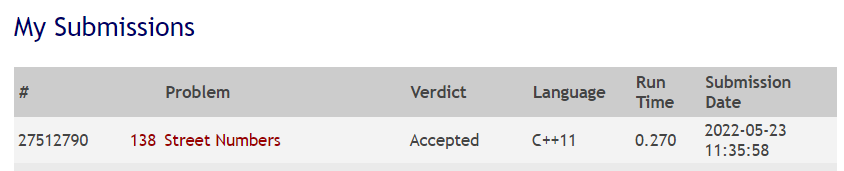 My Submissions
# Problem Verdict Language Run Time Submission Date
27512790 138 Street Numbers Accepted C++11 0.270 2022-05-23 11:35:58